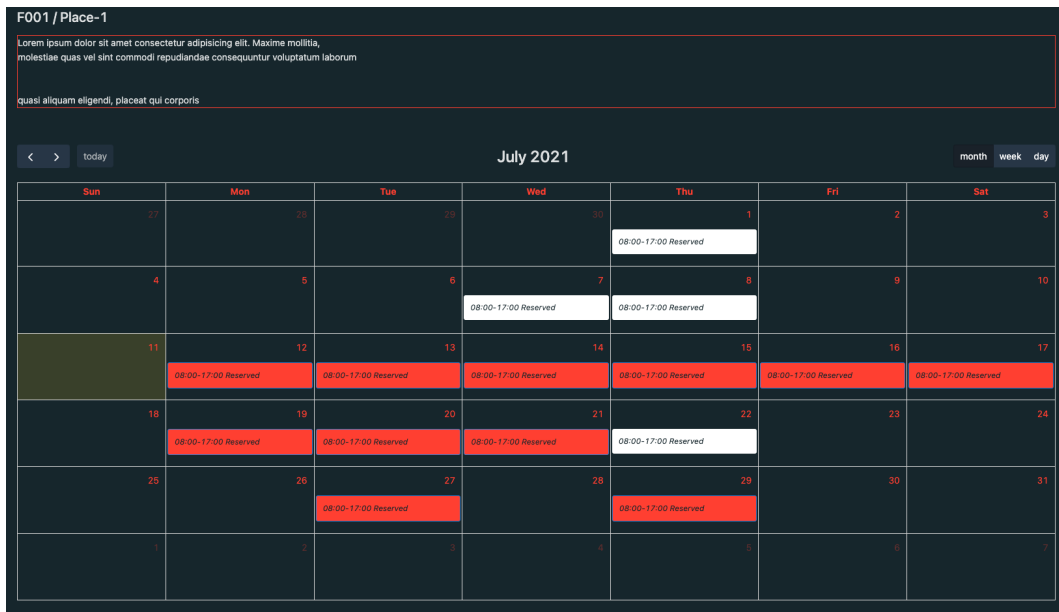 F001 / Place-1
Lorem ipsum dolor sit amet consectetur adipisicing elit. Maxime mollitia,
molestiae quas vel sint commodi repudiandae consequuntur voluptatum laborum
quasi aliquam eligendi, placeat qui corporis
today July 2021 month week day
Sun Mon Tue Wed Thu Fri Sat
27 28 29 30 1 2 3
08:00-17:00 Reserved
4 5 6 7 8 9 10
08:00-17:00 Reserved 08:00-17:00 Reserved
11 12 13 14 15 16 17
08:00-17:00 Reserved 08:00-17:00 Reserved 08:00-17:00 Reserved 08:00-17:00 Reserved 08:00-17:00 Reserved 08:00-17:00 Reserved
18 19 20 21 22 23 24
08:00-17:00 Reserved 08:00-17:00 Reserved 08:00-17:00 Reserved 08:00-17:00 Reserved
25 26 27 28 29 30 31
08:00-17:00 Reserved 08:00-17:00 Reserved
1 2 3 4 5 6 7